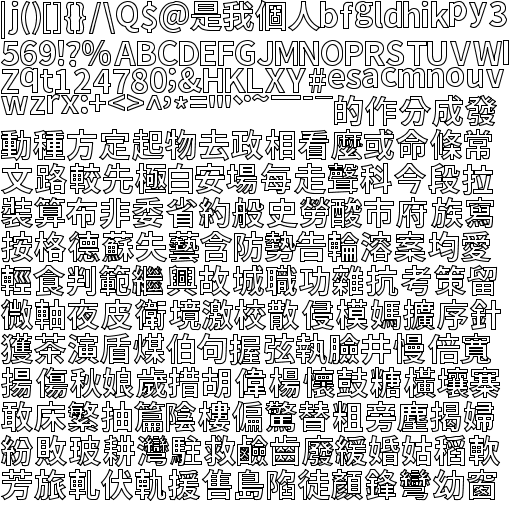 |j()[]{}/\Q$@是我個人bfgldhikpy3
569!?%ABCDEFGJMNOPRSTUVWI
Zqt124780;&HKLXY#esacmnouv
wzrx:+<>^,*="'`~—-–的作分成發
動種方定起物去政相看麼或命條常
文路較先極白安場每走聲科今段拉
裝算布非委省約般史勞酸市府族寫
按格德蘇失藝含防勢告輪溶案均愛
輕食判範繼興故城職功雜抗考策留
微軸夜皮衛境激校散侵模媽擴序針
獲茶演盾煤伯句握弦執臉井慢倍寬
揚傷秋娘歲措胡偉楊懷鼓糖橫壤寨
敢床繁抽篇陰樓偏驚替粗旁塵揭婦
紛敗玻耕彎駐救鹼齒廢緩婚姑稻軟
芳旅軋伏軌援售島陷徒顏鋒彎幼窗